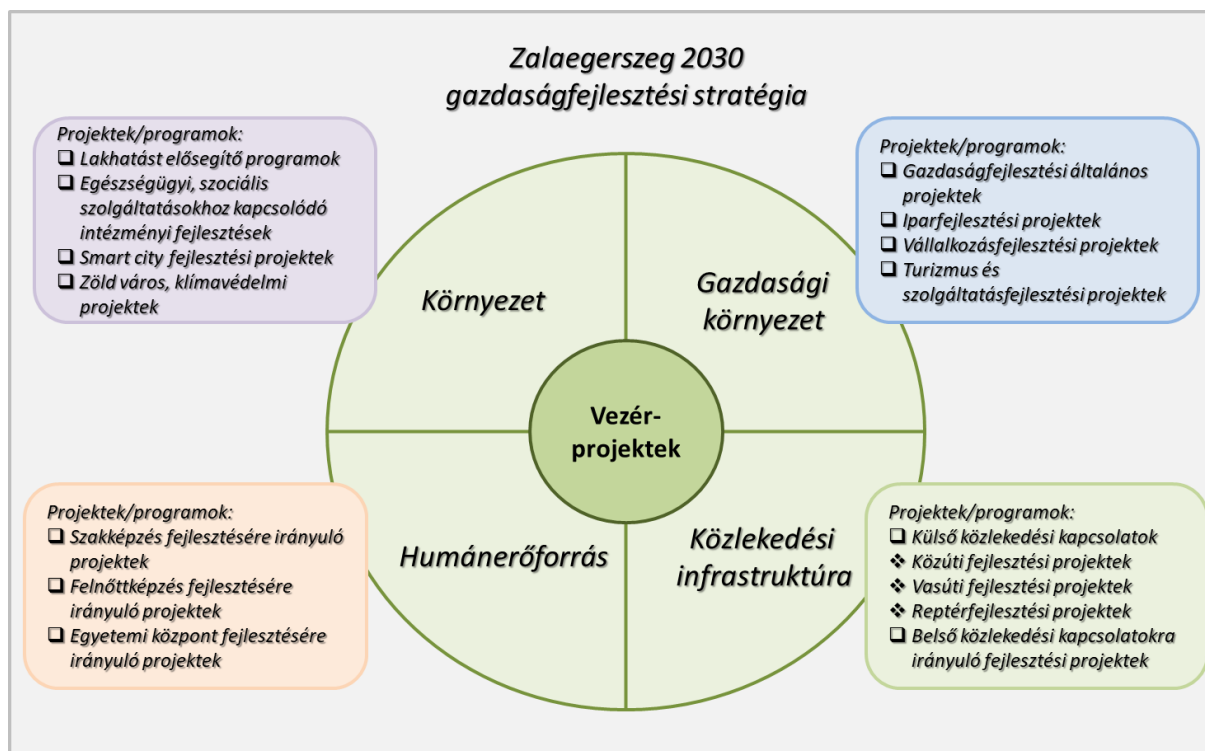 Zalaegerszeg 2030
gazdaságfejlesztési stratégia
Projektek/programok:
❑ Lakhatást elősegítő programok
❑ Egészségügyi, szociális
szolgáltatásokhoz kapcsolódó
intézményi fejlesztések
❑ Smart city fejlesztési projektek
❑ Zöld város, klímavédelmi
projektek
Projektek/programok:
❑ Gazdaságfejlesztési általános
projektek
❑ Iparfejlesztési projektek
❑ Vállalkozásfejlesztési projektek
❑ Turizmus és
szolgáltatásfejlesztési projektek
Környezet
Gazdasági
környezet
Vezér-
projektek
Humánerőforrás
Közlekedési
infrastruktúra
Projektek/programok:
❑ Szakképzés fejlesztésére irányuló
projektek
❑ Felnőttképzés fejlesztésére
irányuló projektek
❑ Egyetemi központ fejlesztésére
irányuló projektek
Projektek/programok:
❑ Külső közlekedési kapcsolatok
❖ Közúti fejlesztési projektek
❖ Vasúti fejlesztési projektek
❖ Reptérfejlesztési projektek
❑ Belső közlekedési kapcsolatokra
irányuló fejlesztési projektek